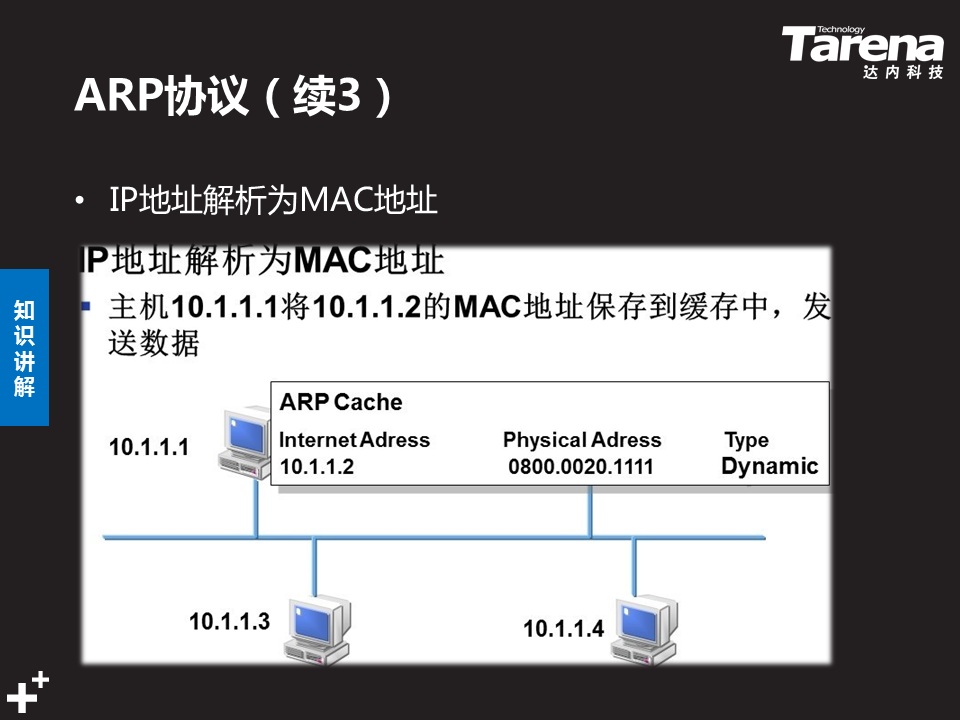 Technology
Tarena
达内科技
ARP协议（续3）
• IP地址解析为MAC地址
IP地址解析为MAC地址
主机10.1.1.1将10.1.1.2的MAC地址保存到缓存中，发
送数据
知识讲解
ARP Cache
Internet Adress Physical Adress Type
10.1.1.2 0800.0020.1111 Dynamic
10.1.1.1
10.1.1.3
10.1.1.4